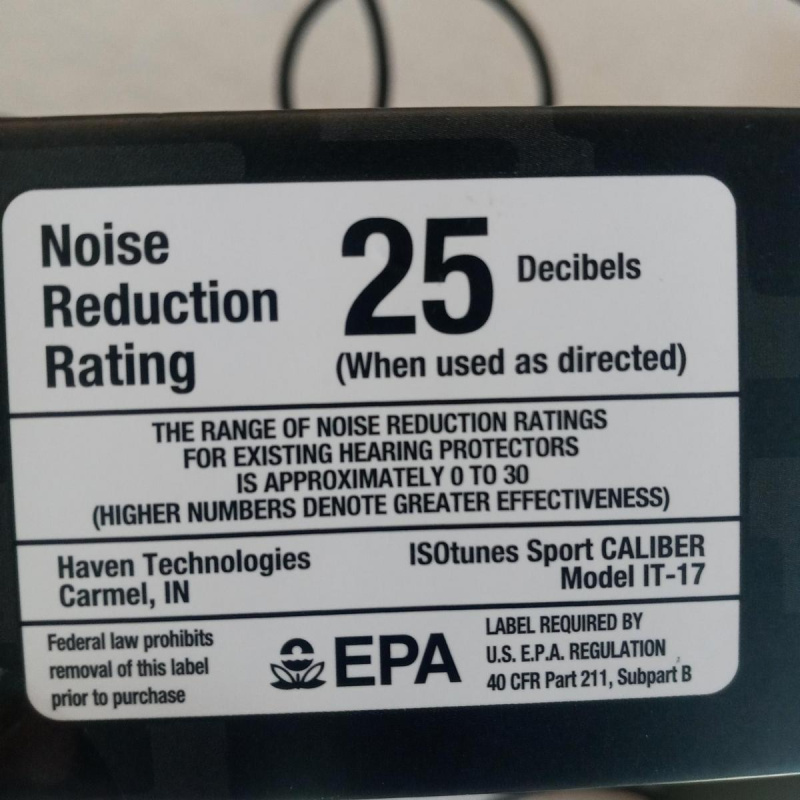 Noise
Reduction
Rating
25 Decibels
(When used as directed)
THE RANGE OF NOISE REDUCTION RATINGS
FOR EXISTING HEARING PROTECTORS
IS APPROXIMATELY 0 TO 30
(HIGHER NUMBERS DENOTE GREATER EFFECTIVENESS)
Haven Technologies
Carmel, IN
ISOtunes Sport CALIBER
Model IT-17
Federal law prohibits
removal of this label
prior to purchase
EPA
LABEL REQUIRED BY
U.S. E.P.A. REGULATION
40 CFR Part 211, Subpart B